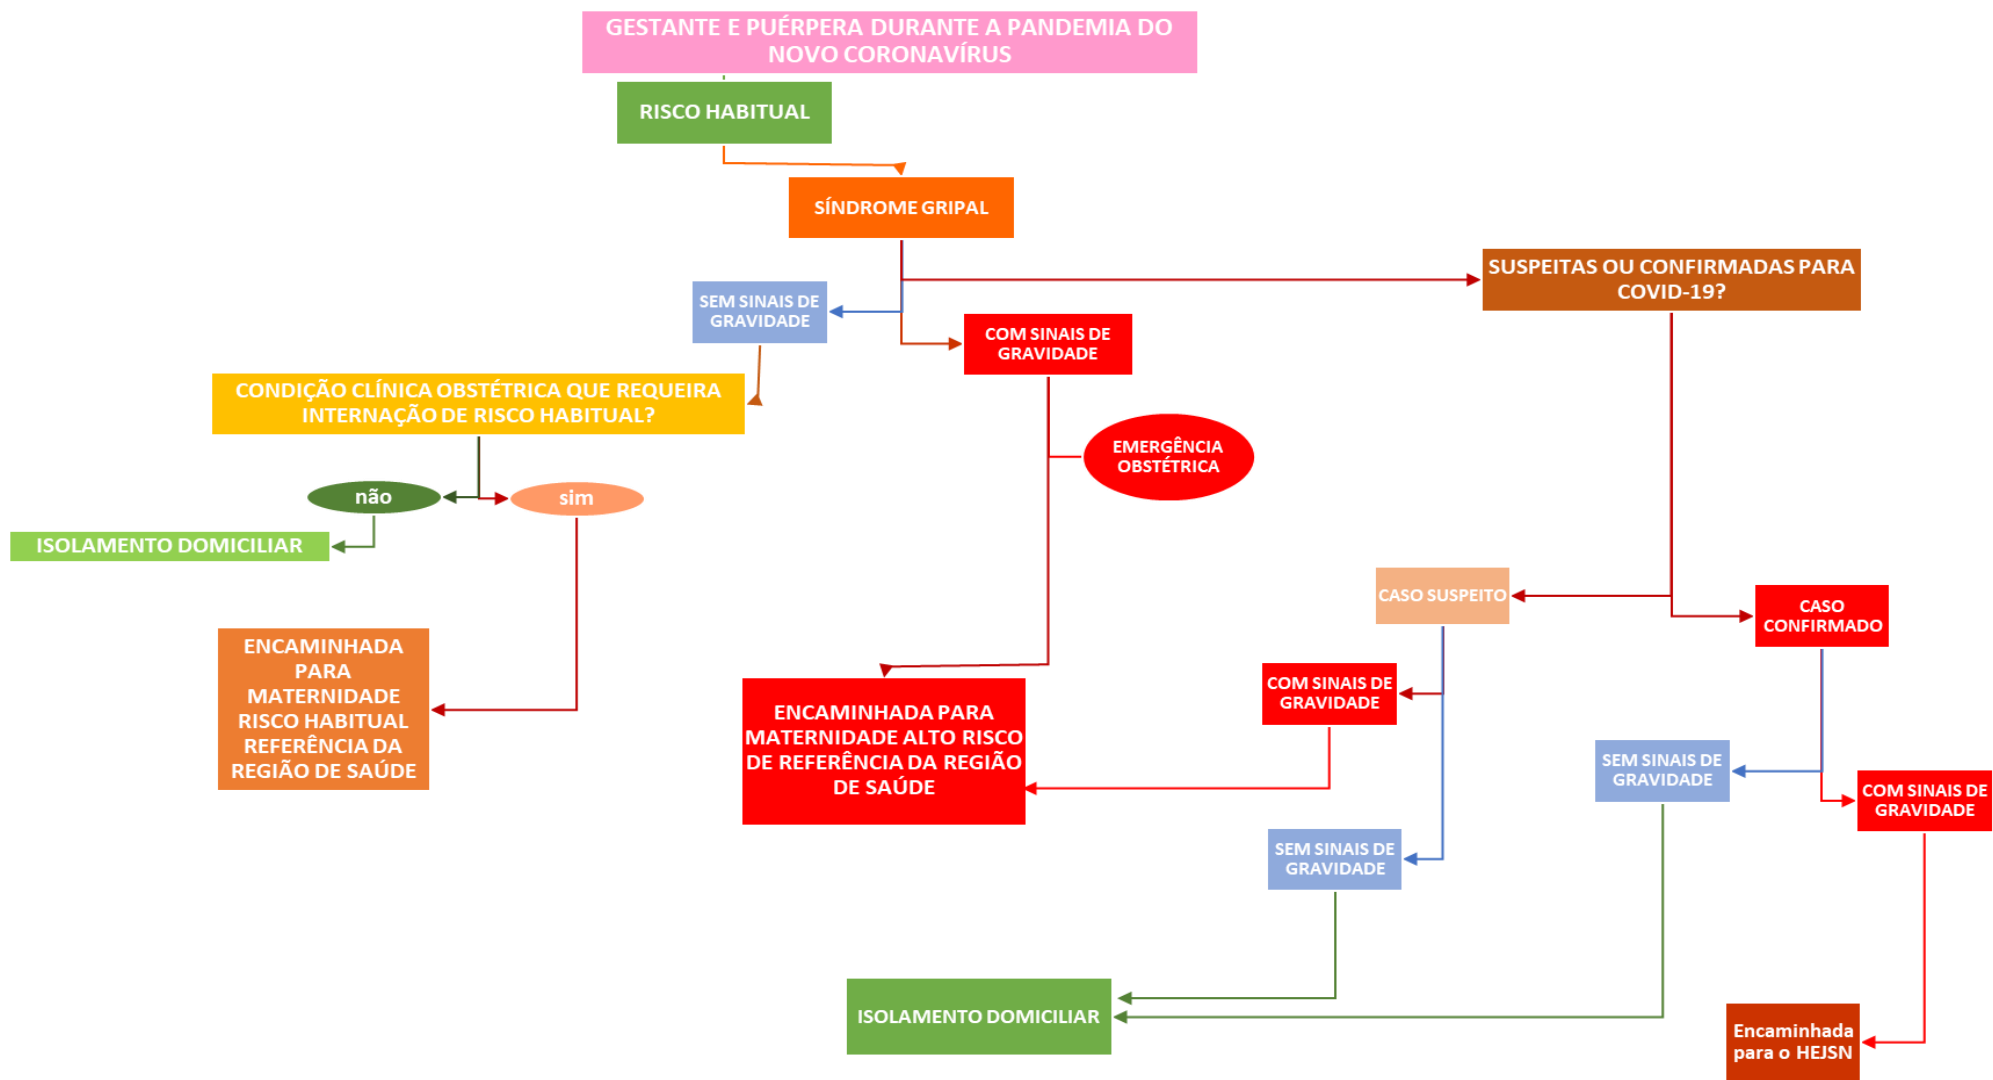 GESTANTE E PUÉRPERA DURANTE A PANDEMIA DO
NOVO CORONAVÍRUS
RISCO HABITUAL
SÍNDROME GRIPAL
SUSPEITAS OU CONFIRMADAS PARA
COVID-19?
SEM SINAIS DE
GRAVIDADE
COM SINAIS DE
GRAVIDADE
CONDIÇÃO CLÍNICA OBSTÉTRICA QUE REQUEIRA
INTERNAÇÃO DE RISCO HABITUAL?
EMERGÊNCIA
OBSTÉTRICA
não
sim
ISOLAMENTO DOMICILIAR
CASO SUSPEITO
CASO
CONFIRMADO
ENCAMINHADA
PARA
MATERNIDADE
RISCO HABITUAL
REFERÊNCIA DA
REGIÃO DE SAÚDE
ENCAMINHADA PARA
MATERNIDADE ALTO RISCO
DE REFERÊNCIA DA REGIÃO
DE SAÚDE
COM SINAIS DE
GRAVIDADE
SEM SINAIS DE
GRAVIDADE
COM SINAIS DE
GRAVIDADE
SEM SINAIS DE
GRAVIDADE
ISOLAMENTO DOMICILIAR
Encaminhada
para o HEJSN